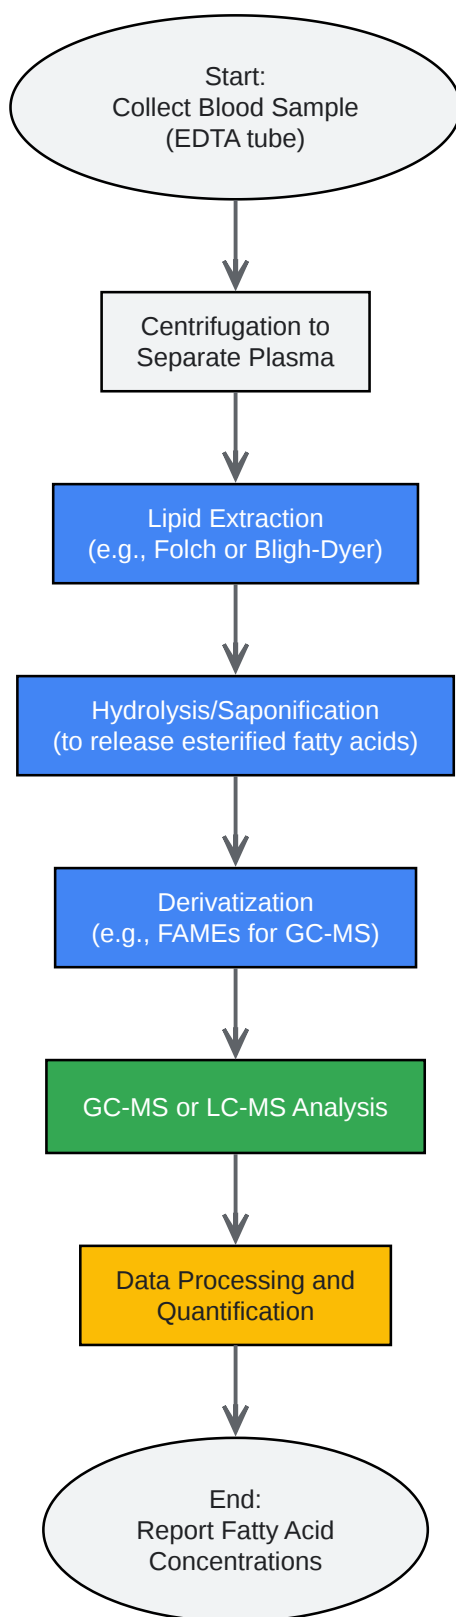 Start:
Collect Blood Sample
(EDTA tube)
Centrifugation to
Separate Plasma
Lipid Extraction
(e.g., Folch or Bligh-Dyer)
Hydrolysis/Saponification
(to release esterified fatty acids)
Derivatization
(e.g., FAMEs for GC-MS)
GC-MS or LC-MS Analysis
Data Processing and
Quantification
End:
Report Fatty Acid
Concentrations